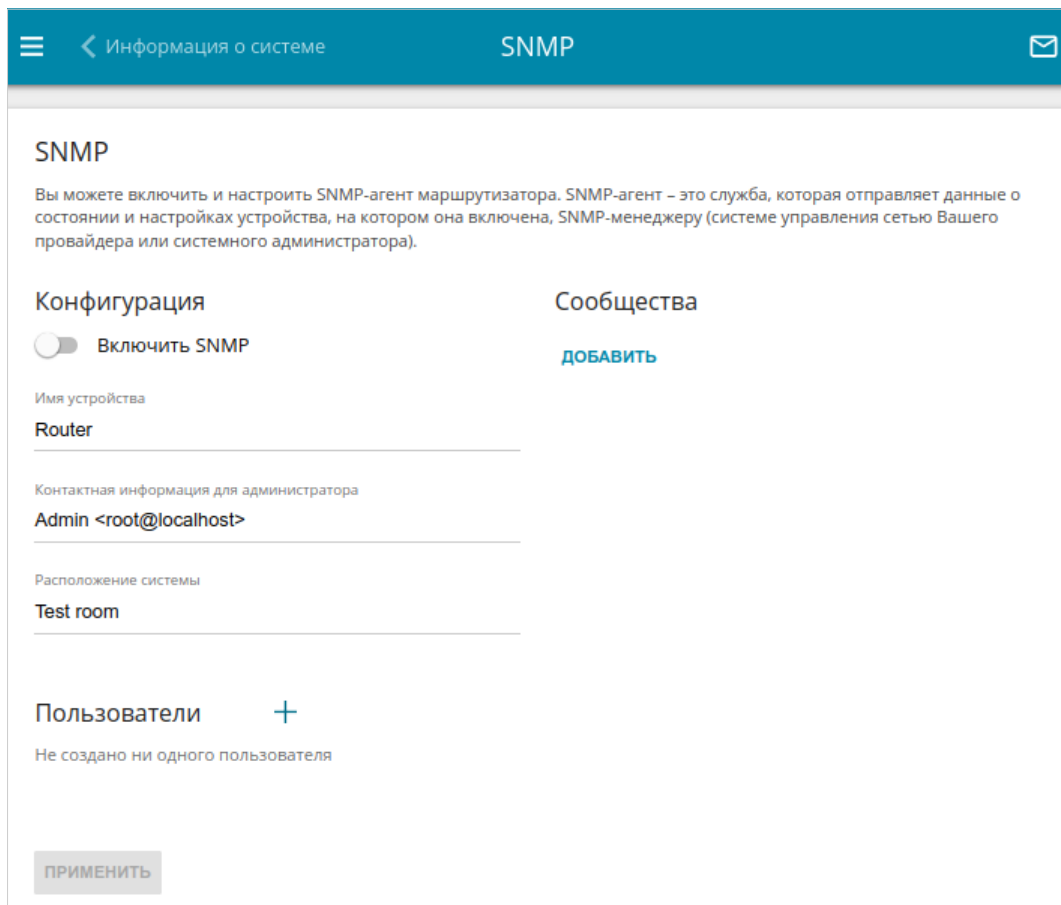 Информация о системе
SNMP
SNMP
Вы можете включить и настроить SNMP-агент маршрутизатора. SNMP-агент – это служба, которая отправляет данные о
состоянии и настройках устройства, на котором она включена, SNMP-менеджеру (системе управления сетью Вашего
провайдера или системного администратора).
Конфигурация
Включить SNMP
Имя устройства
Router
Контактная информация для администратора
Admin <root@localhost>
Расположение системы
Test room
Сообщества
ДОБАВИТЬ
Пользователи
Не создано ни одного пользователя
ПРИМЕНИТЬ